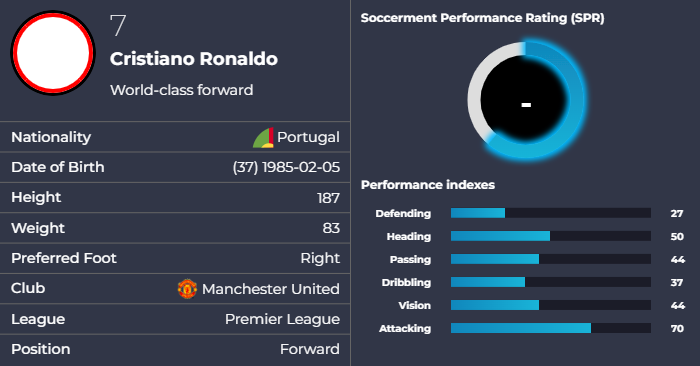 7
Cristiano Ronaldo
World-class forward
Nationality Portugal
Date of Birth (37) 1985-02-05
Height 187
Weight 83
Preferred Foot Right
Club Manchester United
League Premier League
Position Forward
Soccerment Performance Rating (SPR)
-
Performance indexes
Defending 27
Heading 50
Passing 44
Dribbling 37
Vision 44
Attacking 70